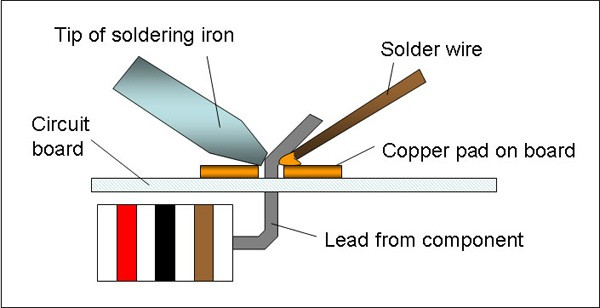 Tip of soldering iron
Solder wire
Circuit
board
Copper pad on board
Lead from component